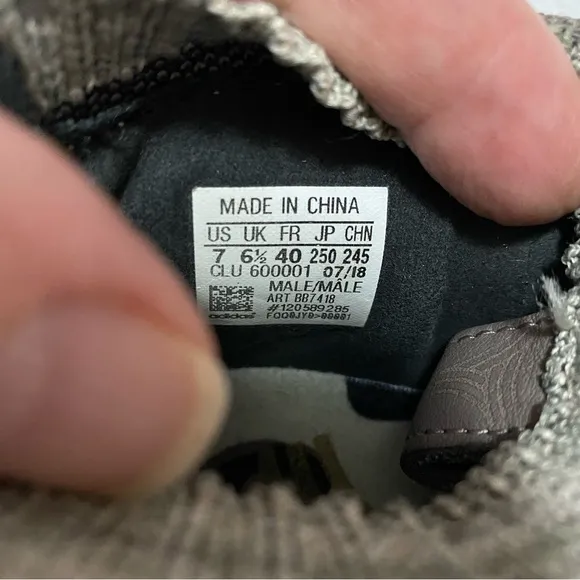 MADE IN CHINA
US UK FR JP CHN
7 6½ 40 250 245
CLU 600001 07/18
MALE/MÂLE
ART BB7418
#120589285
adidas